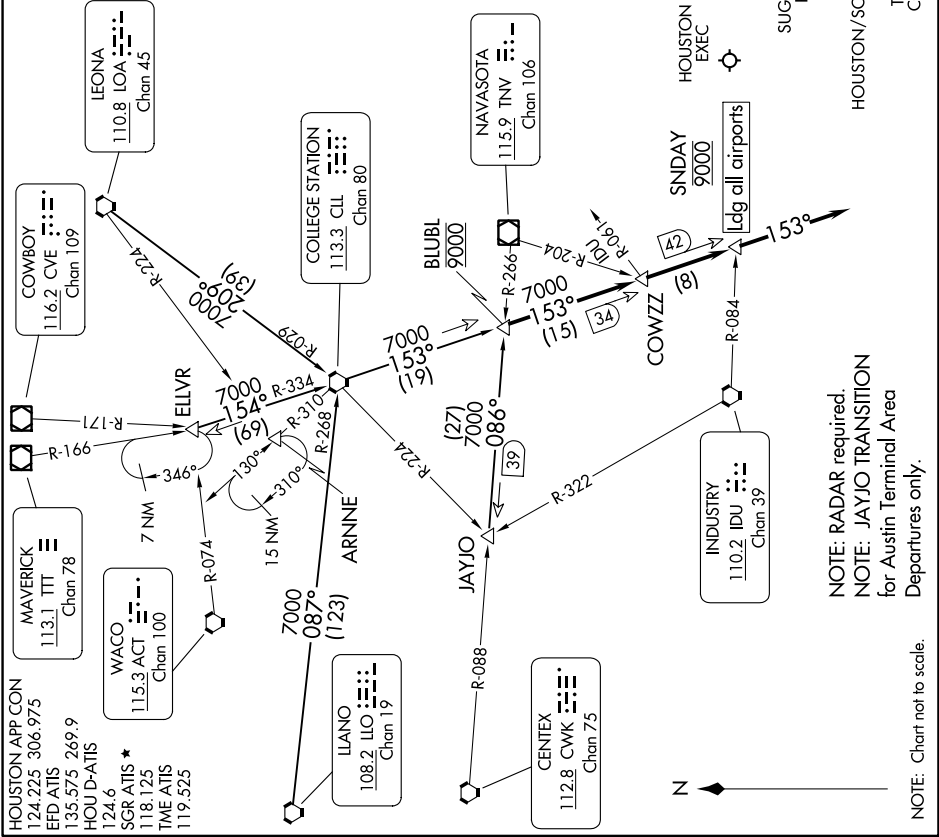 HOUSTON APP CON
124.225 306.975
EFD ATIS
135.575 269.9
HOU D-ATIS
124.6
SGR ATIS ★
118.125
TME ATIS
119.525
MAVERICK
113.1 TTT
Chan 78
COWBOY
116.2 CVE
Chan 109
LEONA
110.8 LOA
Chan 45
WACO
115.3 ACT
Chan 100
COLLEGE STATION
113.3 CLL
Chan 80
NAVASOTA
115.9 TNV
Chan 106
LLANO
108.2 LLO
Chan 19
CENTEX
112.8 CWK
Chan 75
INDUSTRY
110.2 IDU
Chan 39
R-166
R-171
R-224
7000
209°
(39)
R-029
ELLVR
346°
7 NM
R-074
7000
154°
(69)
R-334
R-310
130°
310°
15 NM
ARNNE
R-268
7000
087°
(123)
7000
153°
(19)
R-224
BLUBL
9000
R-266
R-204
IDU
R-061
7000
153°
(15)
34
COWZZ
42
(8)
SNDAY
9000
Ldg all airports
153°
R-084
(27)
7000
086°
39
JAYJO
R-088
R-322
HOUSTON
EXEC
SUG
HOUSTON/SO
NOTE: RADAR required.
NOTE: JAYJO TRANSITION
for Austin Terminal Area
Departures only.
N
NOTE: Chart not to scale.